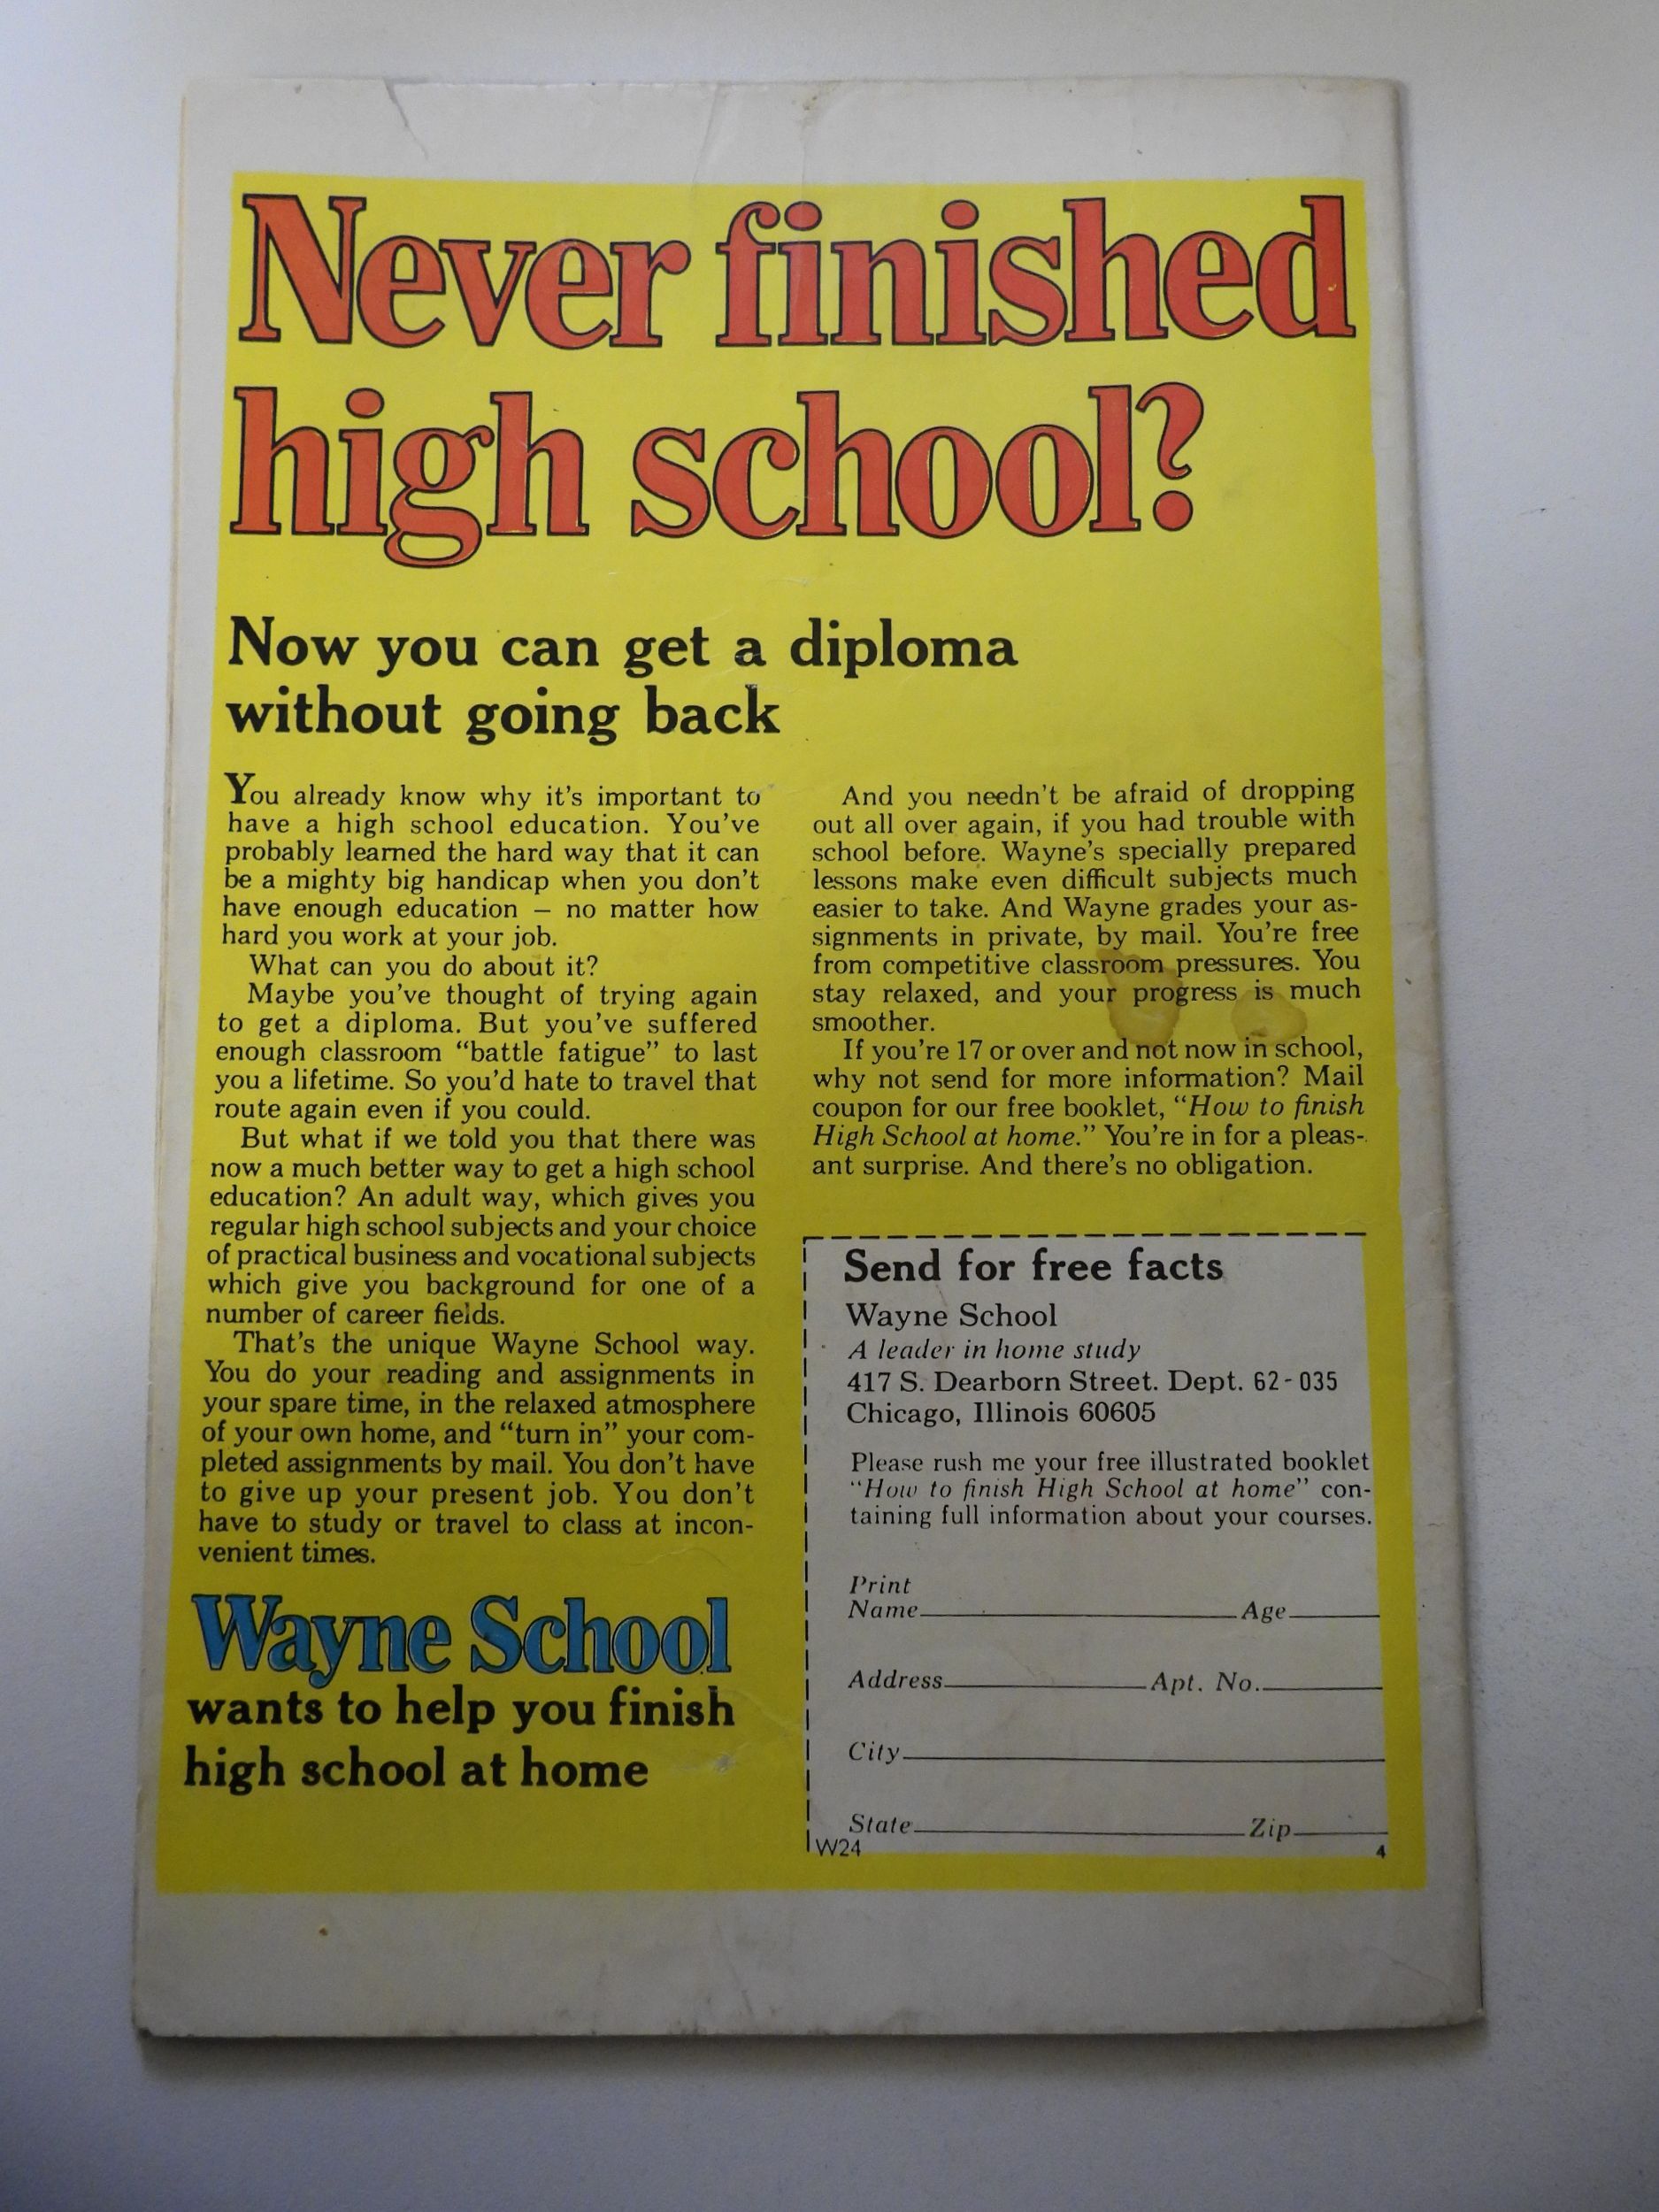 Never finished
high school?
Now you can get a diploma
without going back
You already know why it's important to
have a high school education. You've
probably learned the hard way that it can
be a mighty big handicap when you don't
have enough education – no matter how
hard you work at your job.
What can you do about it?
Maybe you've thought of trying again
to get a diploma. But you've suffered
enough classroom “battle fatigue” to last
you a lifetime. So you'd hate to travel that
route again even if you could.
But what if we told you that there was
now a much better way to get a high school
education? An adult way, which gives you
regular high school subjects and your choice
of practical business and vocational subjects
which give you background for one of a
number of career fields.
That's the unique Wayne School way.
You do your reading and assignments in
your spare time, in the relaxed atmosphere
of your own home, and “turn in” your com-
pleted assignments by mail. You don't have
to give up your present job. You don't
have to study or travel to class at incon-
venient times.
Wayne School
wants to help you finish
high school at home
And you needn't be afraid of dropping
out all over again, if you had trouble with
school before. Wayne's specially prepared
lessons make even difficult subjects much
easier to take. And Wayne grades your as-
signments in private, by mail. You're free
from competitive classroom pressures. You
stay relaxed, and your progress is much
smoother.
If you're 17 or over and not now in school,
why not send for more information? Mail
coupon for our free booklet, “How to finish
High School at home.” You're in for a pleas-
ant surprise. And there's no obligation.
Send for free facts
Wayne School
A leader in home study
417 S. Dearborn Street. Dept. 62-035
Chicago, Illinois 60605
Please rush me your free illustrated booklet
“How to finish High School at home” con-
taining full information about your courses.
Print
Name Age
Address Apt. No.
City
State Zip
W24 4